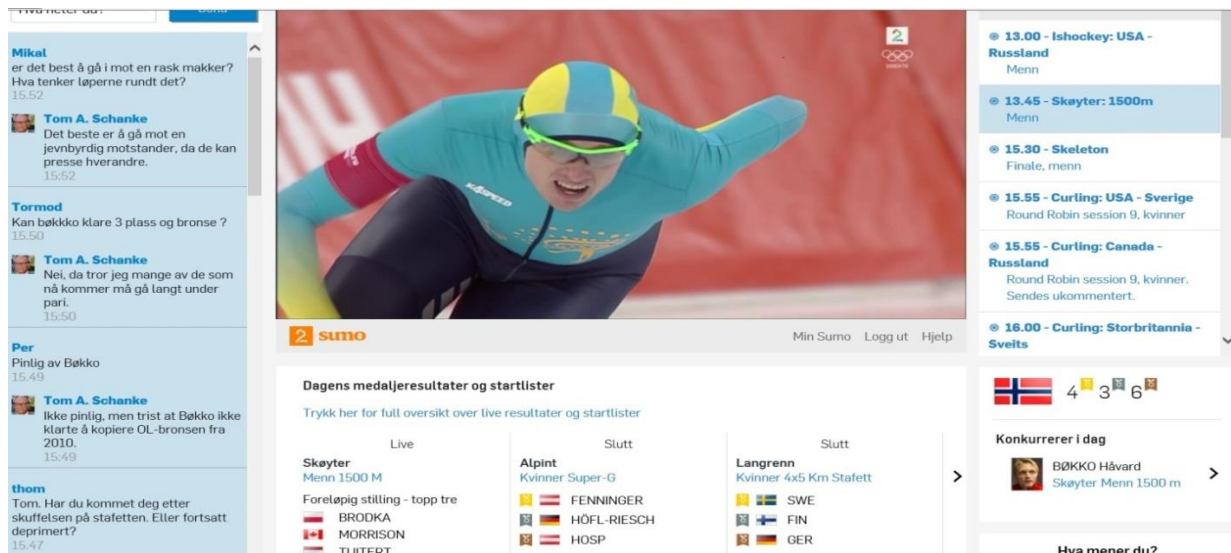 Mikal
er det best å gå i mot en rask makker?
Hva tenker løperne rundt det?
15.52
Tom A. Schanke
Det beste er å gå mot en
jevnbyrdig motstander, da de kan
presse hverandre.
15:52
Tormod
Kan bøkkko klare 3 plass og bronse ?
15.50
Tom A. Schanke
Nei, da tror jeg mange av de som
nå kommer må gå langt under
pari.
15:50
Per
Pinlig av Bøkko
15.49
Tom A. Schanke
Ikke pinlig, men trist at Bøkko ikke
klarte å kopiere OL-bronsen fra
2010.
15:49
thom
Tom. Har du kommet deg etter
skuffelsen på stafetten. Eller fortsatt
deprimert?
15.47
2
KASPEED
2 sumo
Min Sumo Logg ut Hjelp
Dagens medaljeresultater og startlister
Trykk her for full oversikt over live resultater og startlister
Live
Skøyter
Menn 1500 M
Foreløpig stilling - topp tre
BRODKA
MORRISON
TUITERT
Slutt
Alpint
Kvinner Super-G
FENNINGER
HÖFL-RIESCH
HOSP
Slutt
Langrenn
Kvinner 4x5 Km Stafett
SWE
FIN
GER
13.00 - Ishockey: USA -
Russland
Menn
13.45 - Skøyter: 1500m
Menn
15.30 - Skeleton
Finale, menn
15.55 - Curling: USA - Sverige
Round Robin session 9, kvinner
15.55 - Curling: Canada -
Russland
Round Robin session 9, kvinner.
Sendes ukommentert.
16.00 - Curling: Storbritannia -
Sveits
4 3 6
Konkurrerer i dag
BØKKO Håvard
Skøyter Menn 1500 m
Hva mener du?